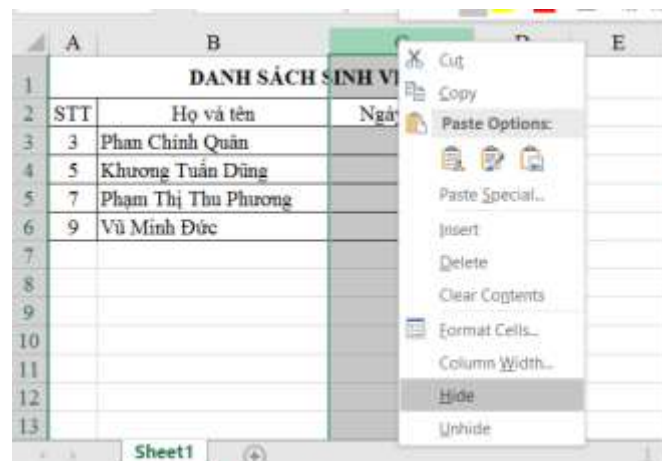 A B D E
1 DANH SÁCH SINH VI
2 STT Họ và tên Ngày
3 3 Phan Chính Quân
4 5 Khương Tuấn Dũng
5 7 Phạm Thị Thu Phương
6 9 Vũ Minh Đức
7
8
9
10
11
12
13
Sheet1
Cut
Copy
Paste Options:
Paste Special...
Insert
Delete
Clear Contents
Format Cells...
Column Width...
Hide
Unhide